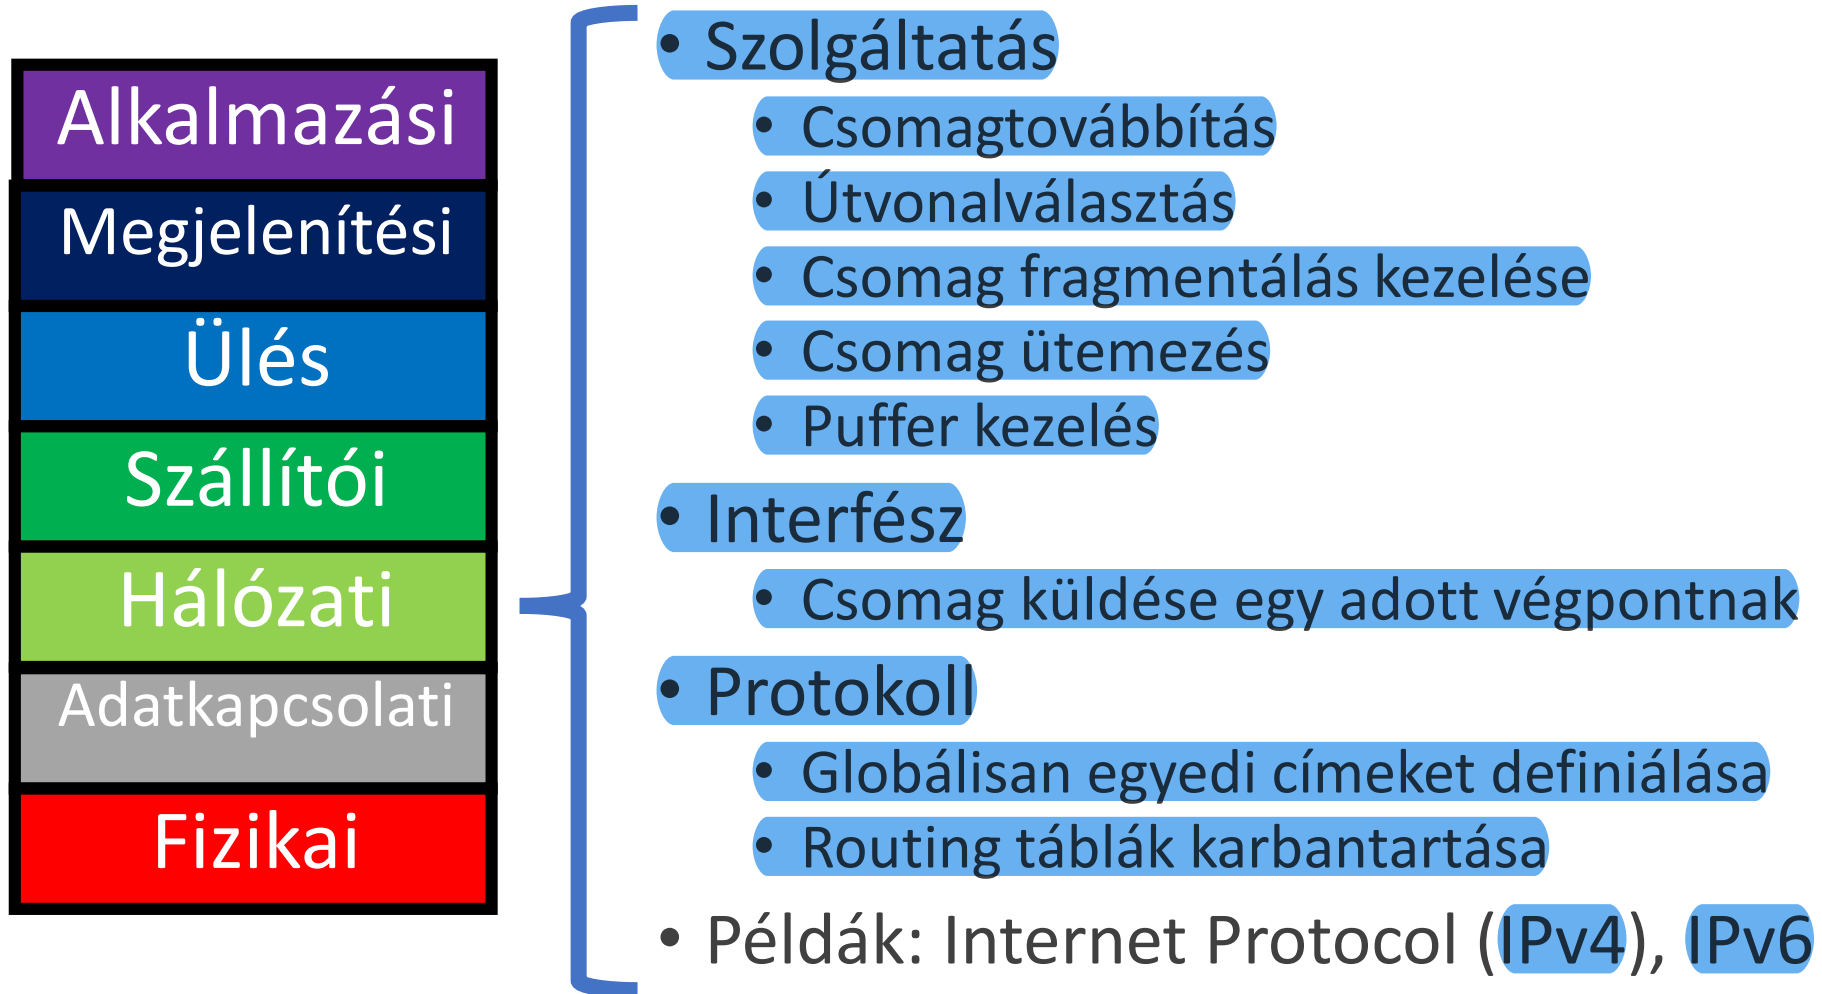 Alkalmazási
Megjelenítési
Ülés
Szállítói
Hálózati
Adatkapcsolati
Fizikai
• Szolgáltatás
• Csomagtovábbítás
• Útvonalválasztás
• Csomag fragmentálás kezelése
• Csomag ütemezés
• Puffer kezelés
• Interfész
• Csomag küldése egy adott végpontnak
• Protokoll
• Globálisan egyedi címeket definiálása
• Routing táblák karbantartása
• Példák: Internet Protocol (IPv4), IPv6